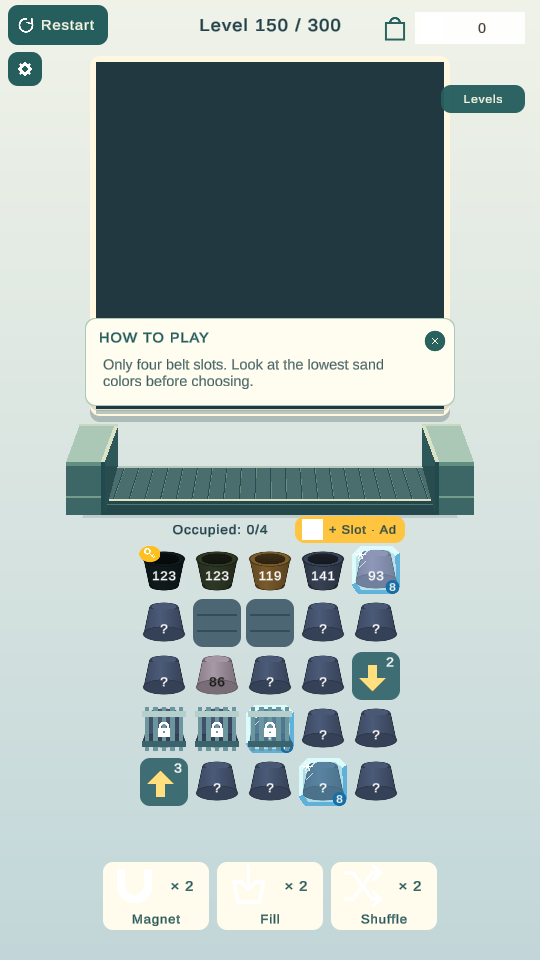 Restart
Level 150 / 300
0
Levels
HOW TO PLAY
Only four belt slots. Look at the lowest sand
colors before choosing.
Occupied: 0/4
+ Slot · Ad
123 123 119 141 93
8
? ? ?
? 86 ? ? 2
? ?
3 ? ? ? ?
8
× 2 × 2 × 2
Magnet Fill Shuffle